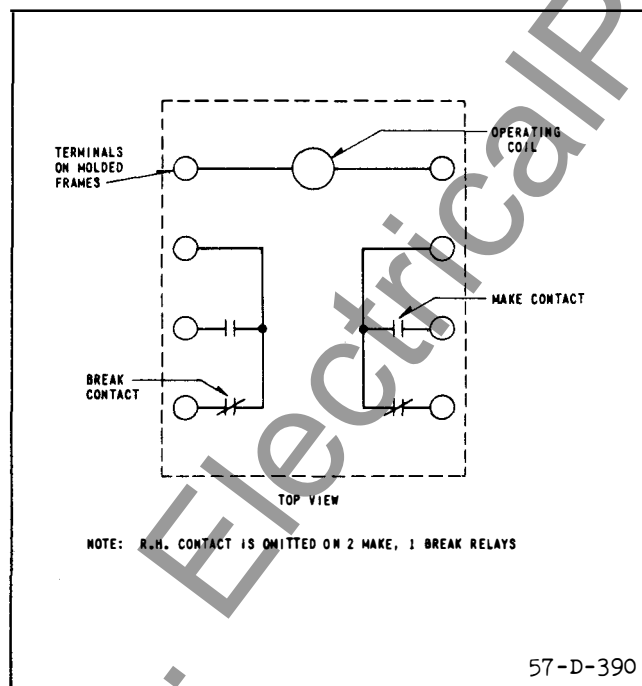 TERMINALS
ON MOLDED
FRAMES
OPERATING
COIL
MAKE CONTACT
BREAK
CONTACT
TOP VIEW
NOTE: R.H. CONTACT IS OMITTED ON 2 MAKE, 1 BREAK RELAYS
57-D-390
. ElectricalP